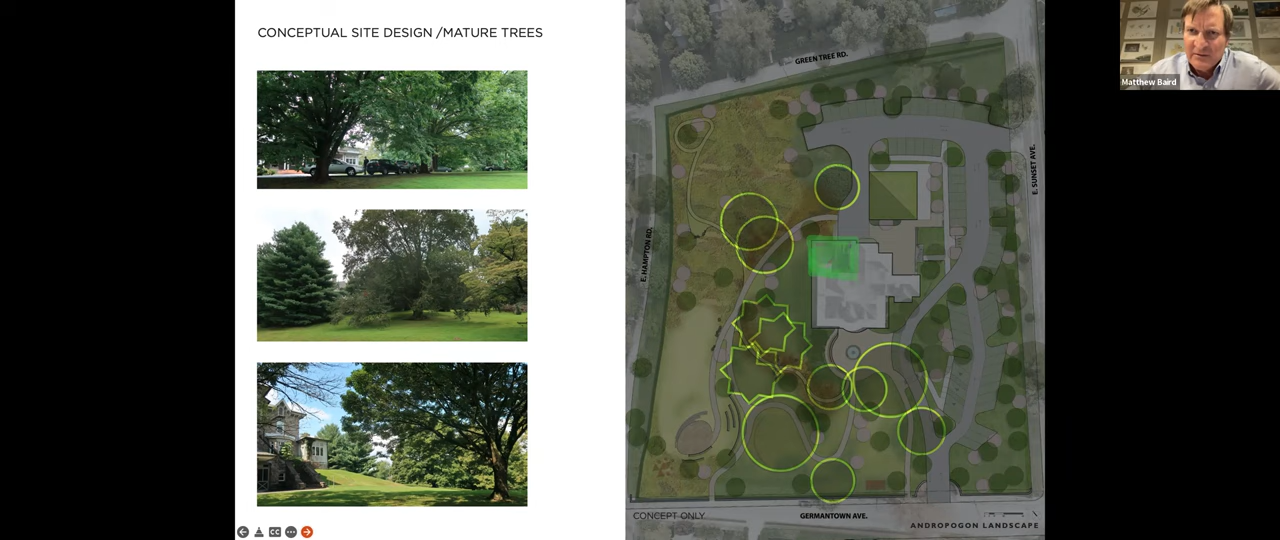 CONCEPTUAL SITE DESIGN /MATURE TREES
Matthew Baird
GREEN TREE RD.
E. SUNSET AVE.
E. HAMPTON RD.
CONCEPT ONLY
GERMANTOWN AVE.
ANDROPOGON LANDSCAPE
CC